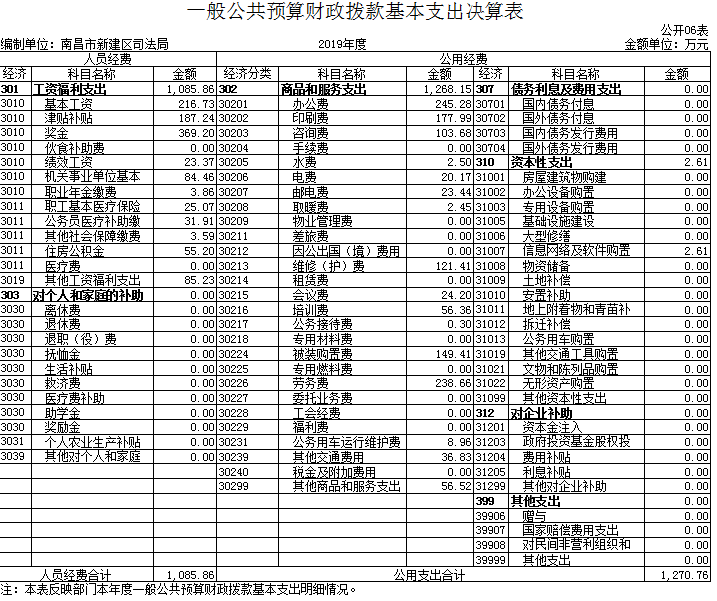 一般公共预算财政拨款基本支出决算表
公开06表
编制单位：南昌市新建区司法局 2019年度 金额单位：万元
人员经费 公用经费
经济 科目名称 金额 经济分类 科目名称 金额 经济 科目名称 金额
301 工资福利支出 1,085.86 302 商品和服务支出 1,268.15 307 债务利息及费用支出 0.00
3010 基本工资 216.73 30201 办公费 245.28 30701 国内债务付息 0.00
3010 津贴补贴 187.24 30202 印刷费 177.99 30702 国外债务付息 0.00
3010 奖金 369.20 30203 咨询费 103.68 30703 国内债务发行费用 0.00
3010 伙食补助费 0.00 30204 手续费 0.00 30704 国外债务发行费用 0.00
3010 绩效工资 23.37 30205 水费 2.50 310 资本性支出 2.61
3010 机关事业单位基本 84.46 30206 电费 20.17 31001 房屋建筑物购建 0.00
3010 职业年金缴费 3.86 30207 邮电费 23.44 31002 办公设备购置 0.00
3011 职工基本医疗保险 25.07 30208 取暖费 2.45 31003 专用设备购置 0.00
3011 公务员医疗补助缴 31.91 30209 物业管理费 0.00 31005 基础设施建设 0.00
3011 其他社会保障缴费 3.59 30211 差旅费 0.00 31006 大型修缮 0.00
3011 住房公积金 55.20 30212 因公出国（境）费用 0.00 31007 信息网络及软件购置 2.61
3011 医疗费 0.00 30213 维修（护）费 121.41 31008 物资储备 0.00
3019 其他工资福利支出 85.23 30214 租赁费 0.00 31009 土地补偿 0.00
303 对个人和家庭的补助 0.00 30215 会议费 24.20 31010 安置补助 0.00
3030 离休费 0.00 30216 培训费 56.36 31011 地上附着物和青苗补 0.00
3030 退休费 0.00 30217 公务接待费 0.30 31012 拆迁补偿 0.00
3030 退职（役）费 0.00 30218 专用材料费 0.00 31013 公务用车购置 0.00
3030 抚恤金 0.00 30224 被装购置费 149.41 31019 其他交通工具购置 0.00
3030 生活补贴 0.00 30225 专用燃料费 0.00 31021 文物和陈列品购置 0.00
3030 救济费 0.00 30226 劳务费 238.66 31022 无形资产购置 0.00
3030 医疗费补助 0.00 30227 委托业务费 0.00 31099 其他资本性支出 0.00
3030 助学金 0.00 30228 工会经费 0.00 312 对企业补助 0.00
3030 奖励金 0.00 30229 福利费 0.00 31201 资本金注入 0.00
3031 个人农业生产补贴 0.00 30231 公务用车运行维护费 8.96 31203 政府投资基金股权投 0.00
3039 其他对个人和家庭 0.00 30239 其他交通费用 36.83 31204 费用补贴 0.00
30240 税金及附加费用 0.00 31205 利息补贴 0.00
30299 其他商品和服务支出 56.52 31299 其他对企业补助 0.00
399 其他支出 0.00
39906 赠与 0.00
39907 国家赔偿费用支出 0.00
39908 对民间非营利组织和 0.00
39999 其他支出 0.00
人员经费合计 1,085.86 公用支出合计 1,270.76
注：本表反映部门本年度一般公共预算财政拨款基本支出明细情况。